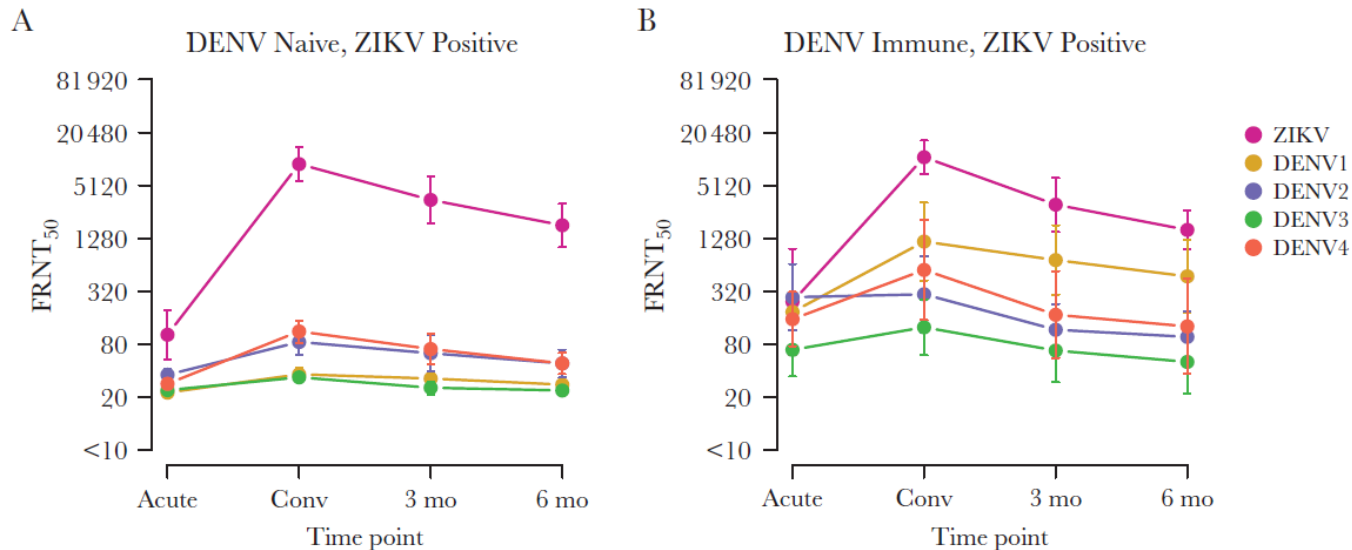 A
DENV Naive, ZIKV Positive
81 920
20 480
5120
1280
320
80
20
<10
FRNT50
Acute
Conv
3 mo
6 mo
Time point
B
DENV Immune, ZIKV Positive
81 920
20 480
5120
1280
320
80
20
<10
FRNT50
Acute
Conv
3 mo
6 mo
Time point
ZIKV
DENV1
DENV2
DENV3
DENV4